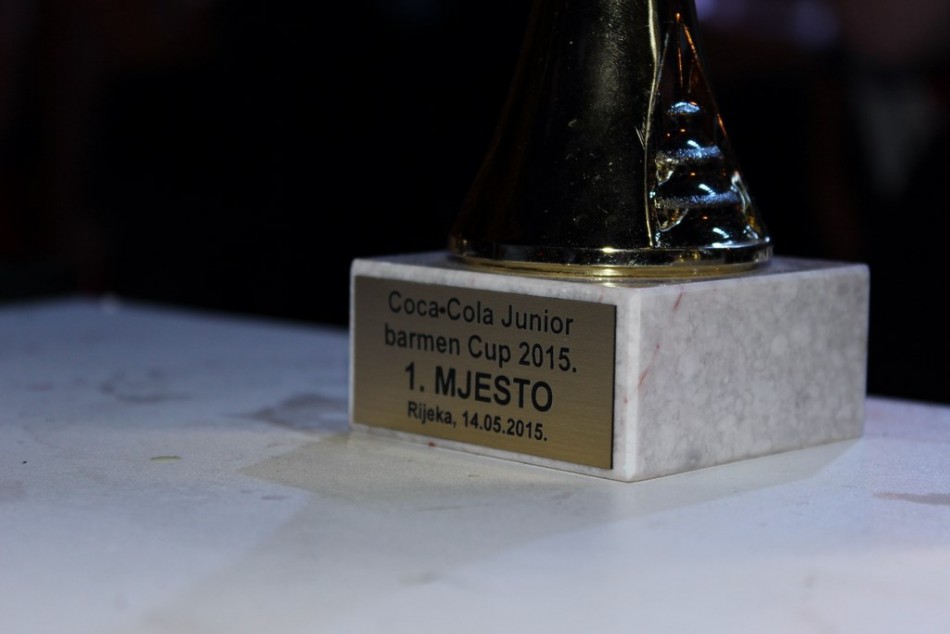 Coca•Cola Junior
barmen Cup 2015.
1. MJESTO
Rijeka, 14.05.2015.